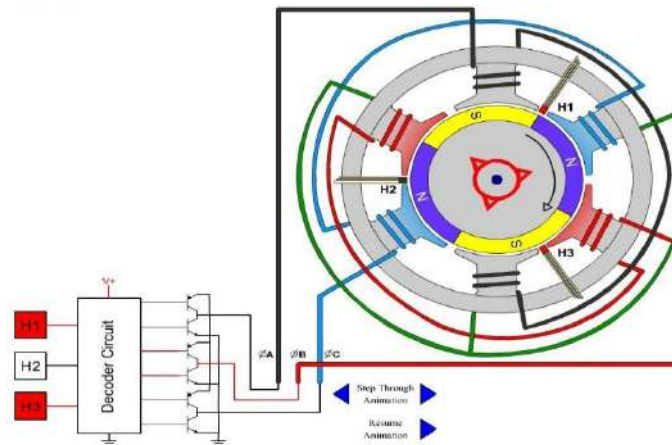 S
H1
N
H2
N
S
H3
V+
H1
H2
H3
Decoder Circuit
ØA
ØB
ØC
Step Through
Animation
Resume
Animation